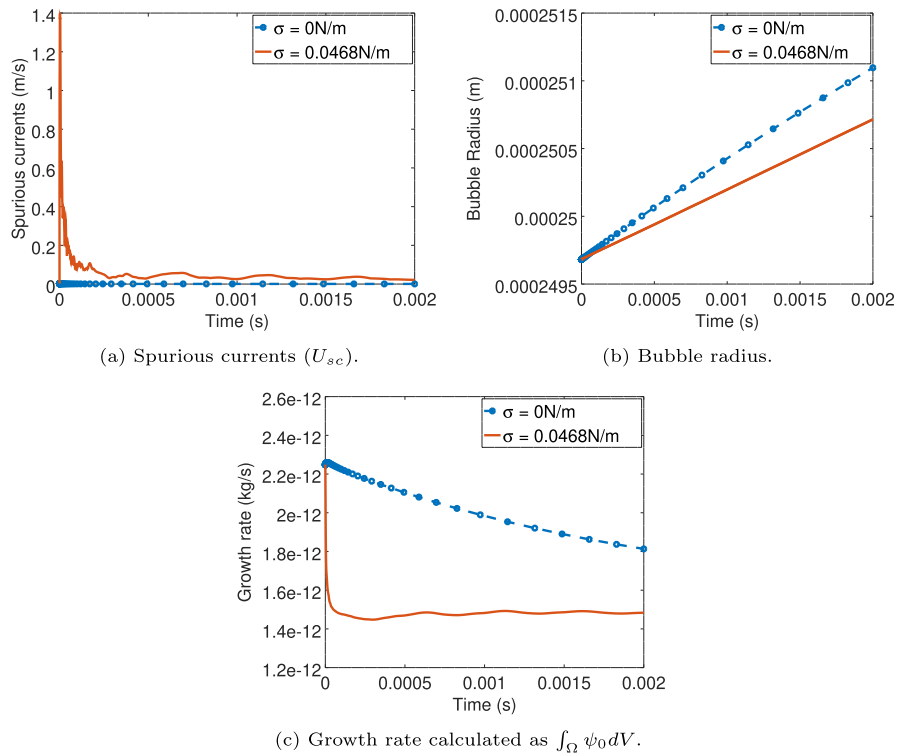 1.4
1.2
1
0.8
0.6
0.4
0.2
0
Spurious currents (m/s)
σ = 0N/m
σ = 0.0468N/m
0 0.0005 0.001 0.0015 0.002
Time (s)
(a) Spurious currents (Usc).
0.0002515
0.000251
0.0002505
0.00025
0.0002495
Bubble Radius (m)
σ = 0N/m
σ = 0.0468N/m
0 0.0005 0.001 0.0015 0.002
Time (s)
(b) Bubble radius.
2.6e-12
2.4e-12
2.2e-12
2e-12
1.8e-12
1.6e-12
1.4e-12
1.2e-12
Growth rate (kg/s)
σ = 0N/m
σ = 0.0468N/m
0 0.0005 0.001 0.0015 0.002
Time (s)
(c) Growth rate calculated as ∫Ω ψ0dV.